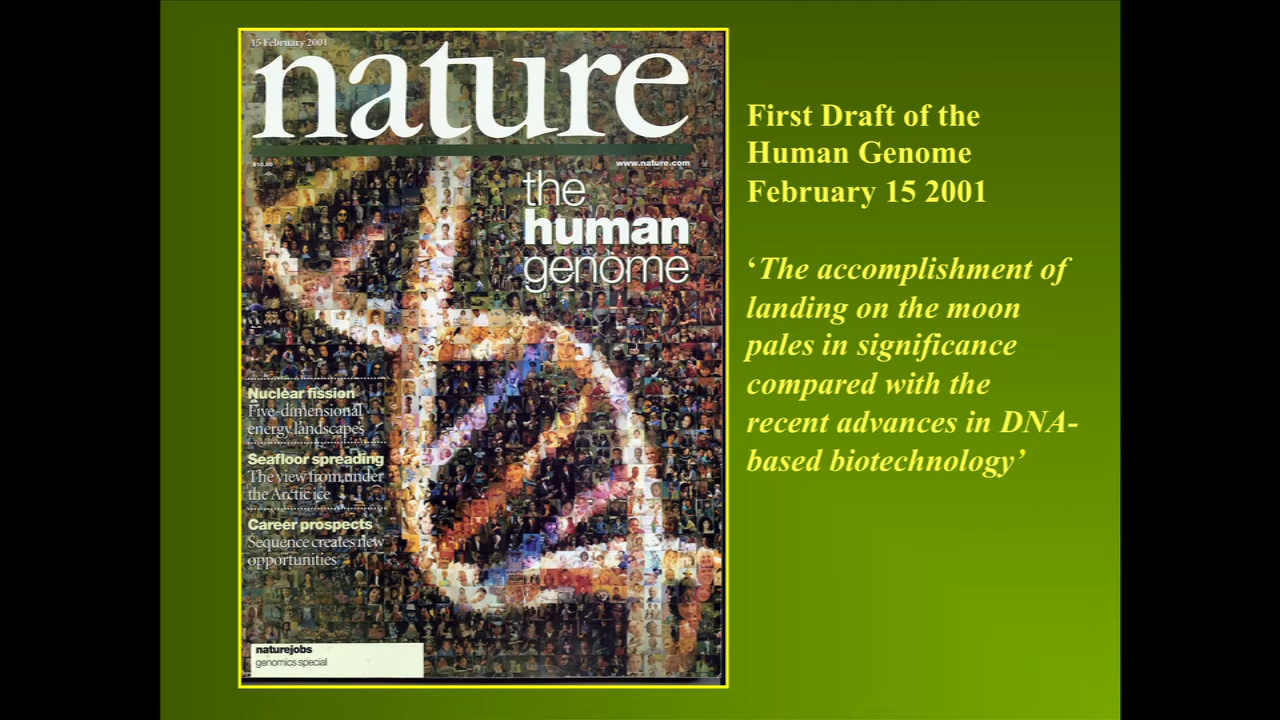 15 February 2001
nature
$10.00
www.nature.com
the
human
genome
Nuclear fission
Five-dimensional
energy landscapes
Seafloor spreading
The view from under
the Arctic ice
Career prospects
Sequence creates new
opportunities
naturejobs
genomics special
First Draft of the
Human Genome
February 15 2001
‘The accomplishment of
landing on the moon
pales in significance
compared with the
recent advances in DNA-
based biotechnology’